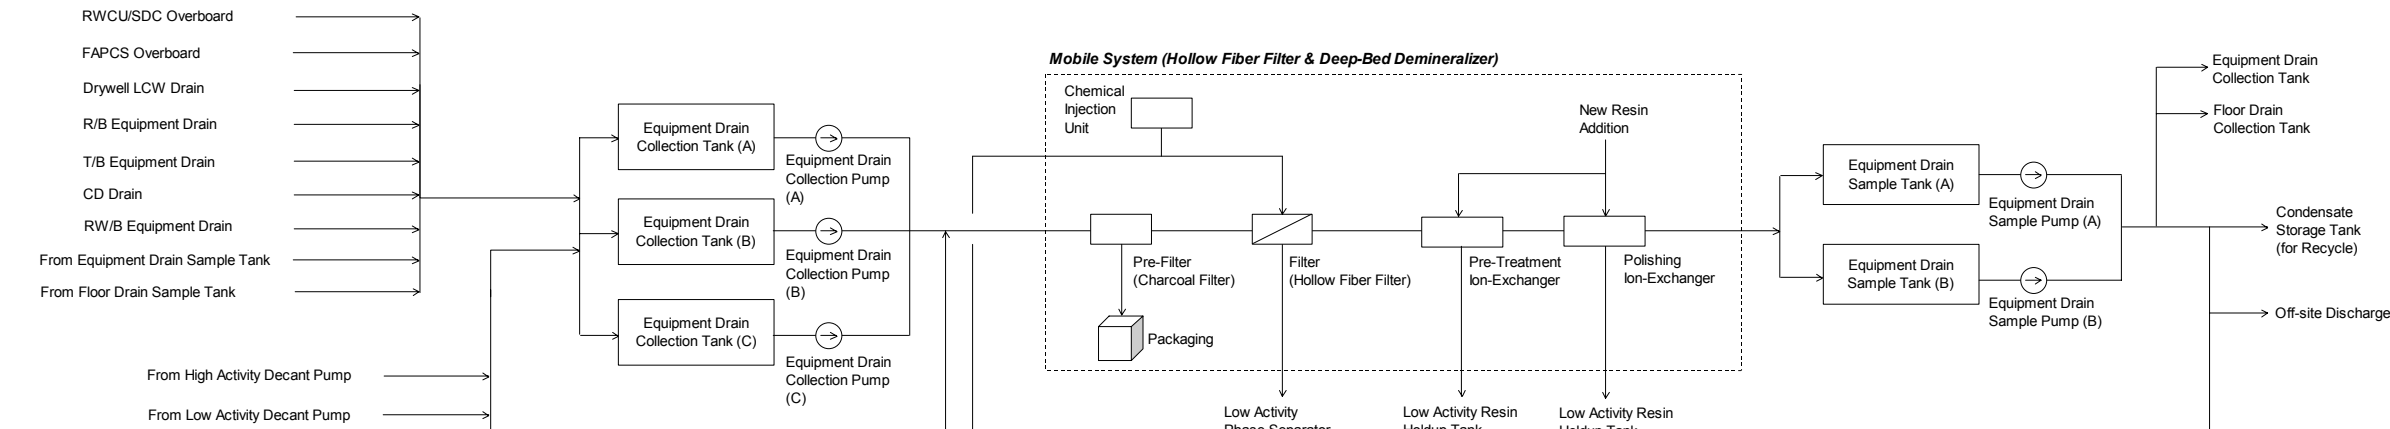 RWCU/SDC Overboard
FAPCS Overboard
Drywell LCW Drain
R/B Equipment Drain
T/B Equipment Drain
CD Drain
RW/B Equipment Drain
From Equipment Drain Sample Tank
From Floor Drain Sample Tank
From High Activity Decant Pump
From Low Activity Decant Pump
Equipment Drain
Collection Tank (A)
Equipment Drain
Collection Pump
(A)
Equipment Drain
Collection Tank (B)
Equipment Drain
Collection Pump
(B)
Equipment Drain
Collection Tank (C)
Equipment Drain
Collection Pump
(C)
Mobile System (Hollow Fiber Filter & Deep-Bed Demineralizer)
Chemical
Injection
Unit
New Resin
Addition
Pre-Filter
(Charcoal Filter)
Packaging
Filter
(Hollow Fiber Filter)
Pre-Treatment
Ion-Exchanger
Polishing
Ion-Exchanger
Low Activity
Phase Separator
Low Activity Resin
Holdup Tank
Low Activity Resin
Holdup Tank
Equipment Drain
Sample Tank (A)
Equipment Drain
Sample Pump (A)
Equipment Drain
Sample Tank (B)
Equipment Drain
Sample Pump (B)
Equipment Drain
Collection Tank
Floor Drain
Collection Tank
Condensate
Storage Tank
(for Recycle)
Off-site Discharge